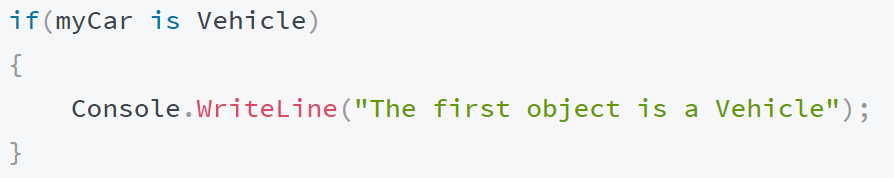 if(myCar is Vehicle)
{
    Console.WriteLine("The first object is a Vehicle");
}